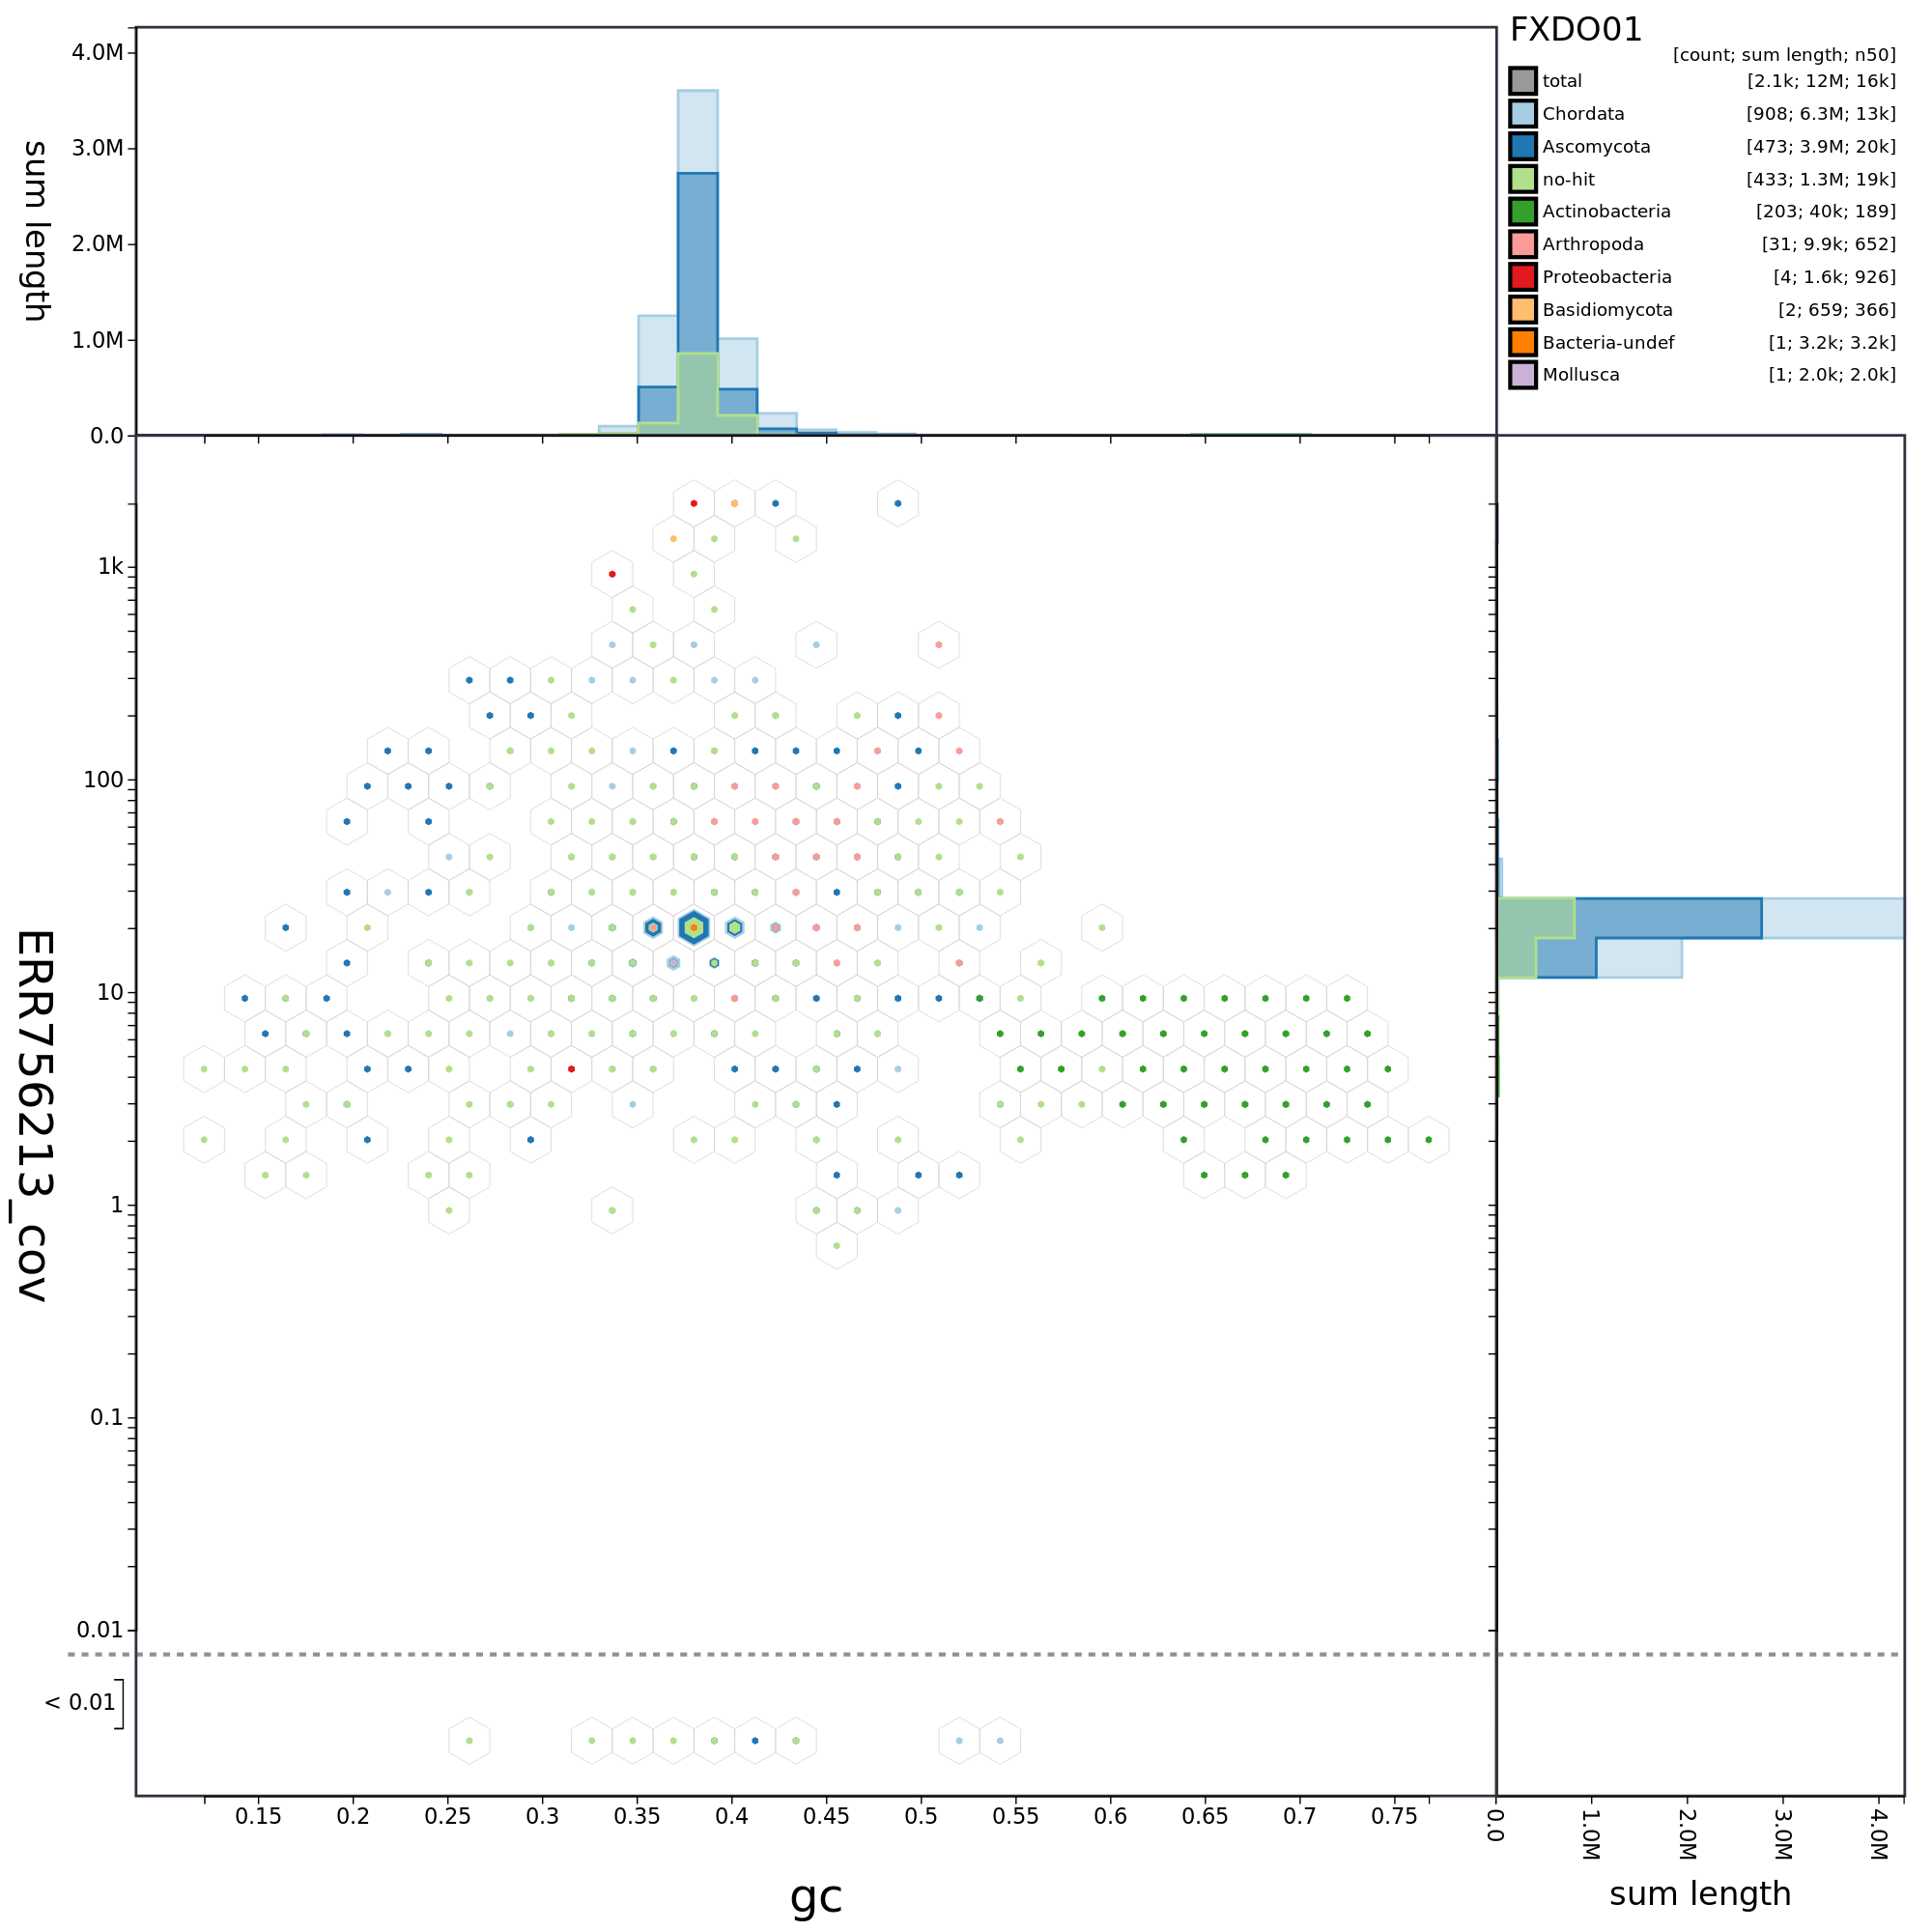 FXDO01
[count; sum length; n50]
total [2.1k; 12M; 16k]
Chordata [908; 6.3M; 13k]
Ascomycota [473; 3.9M; 20k]
no-hit [433; 1.3M; 19k]
Actinobacteria [203; 40k; 189]
Arthropoda [31; 9.9k; 652]
Proteobacteria [4; 1.6k; 926]
Basidiomycota [2; 659; 366]
Bacteria-undef [1; 3.2k; 3.2k]
Mollusca [1; 2.0k; 2.0k]
sum length
4.0M
3.0M
2.0M
1.0M
0.0
ERR756213_cov
1k
100
10
1
0.1
0.01
< 0.01
0.15 0.2 0.25 0.3 0.35 0.4 0.45 0.5 0.55 0.6 0.65 0.7 0.75
gc
0.0 1.0M 2.0M 3.0M 4.0M
sum length